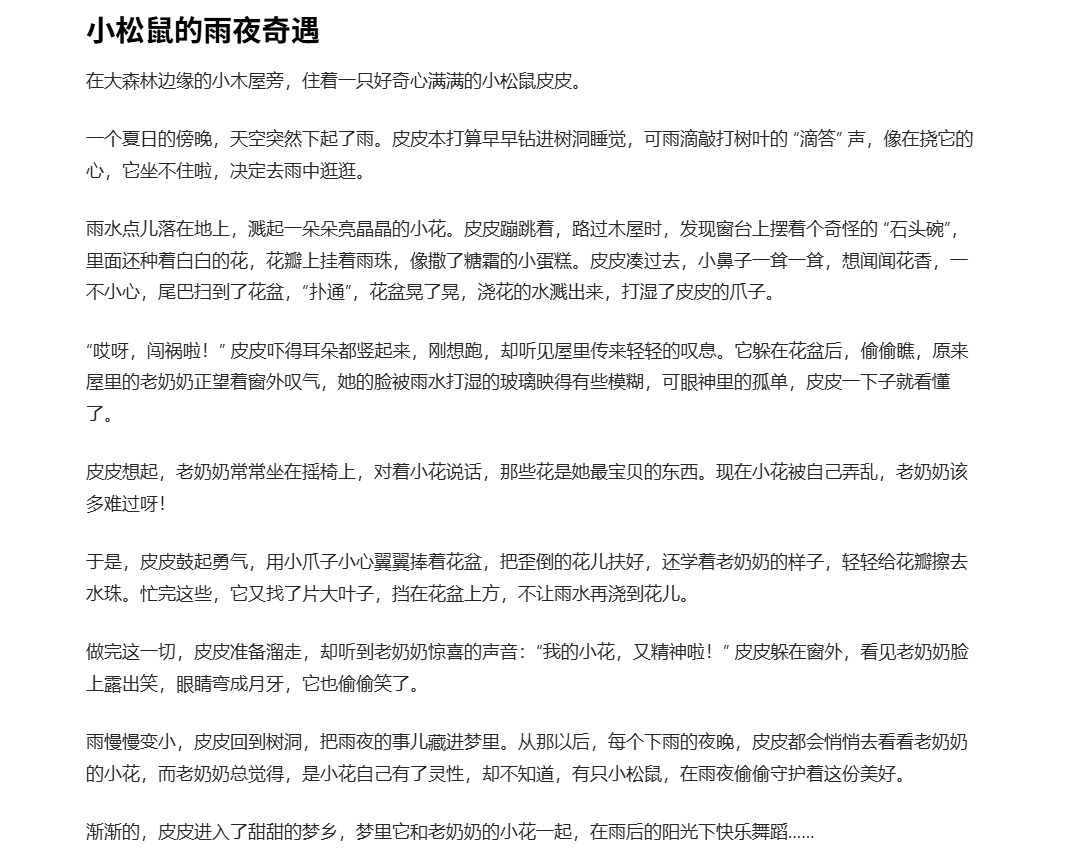 小松鼠的雨夜奇遇
在大森林边缘的小木屋旁，住着一只好奇心满满的小松鼠皮皮。
一个夏日的傍晚，天空突然下起了雨。皮皮本打算早早钻进树洞睡觉，可雨滴敲打树叶的 “滴答” 声，像在挠它的
心，它坐不住啦，决定去雨中逛逛。
雨水点儿落在地上，溅起一朵朵亮晶晶的小花。皮皮蹦跳着，路过木屋时，发现窗台上摆着个奇怪的 “石头碗”，
里面还种着白白的花，花瓣上挂着雨珠，像撒了糖霜的小蛋糕。皮皮凑过去，小鼻子一耸一耸，想闻闻花香，一
不小心，尾巴扫到了花盆，“扑通”，花盆晃了晃，浇花的水溅出来，打湿了皮皮的爪子。
“哎呀，闯祸啦！” 皮皮吓得耳朵都竖起来，刚想跑，却听见屋里传来轻轻的叹息。它躲在花盆后，偷偷瞧，原来
屋里的老奶奶正望着窗外叹气，她的脸被雨水打湿的玻璃映得有些模糊，可眼神里的孤单，皮皮一下子就看懂
了。
皮皮想起，老奶奶常常坐在摇椅上，对着小花说话，那些花是她最宝贝的东西。现在小花被自己弄乱，老奶奶该
多难过呀！
于是，皮皮鼓起勇气，用小爪子小心翼翼捧着花盆，把歪倒的花儿扶好，还学着老奶奶的样子，轻轻给花瓣擦去
水珠。忙完这些，它又找了片大叶子，挡在花盆上方，不让雨水再浇到花儿。
做完这一切，皮皮准备溜走，却听到老奶奶惊喜的声音：“我的小花，又精神啦！” 皮皮躲在窗外，看见老奶奶脸
上露出笑，眼睛弯成月牙，它也偷偷笑了。
雨慢慢变小，皮皮回到树洞，把雨夜的事儿藏进梦里。从那以后，每个下雨的夜晚，皮皮都会悄悄去看看老奶奶
的小花，而老奶奶总觉得，是小花自己有了灵性，却不知道，有只小松鼠，在雨夜偷偷守护着这份美好。
渐渐的，皮皮进入了甜甜的梦乡，梦里它和老奶奶的小花一起，在雨后的阳光下快乐舞蹈......